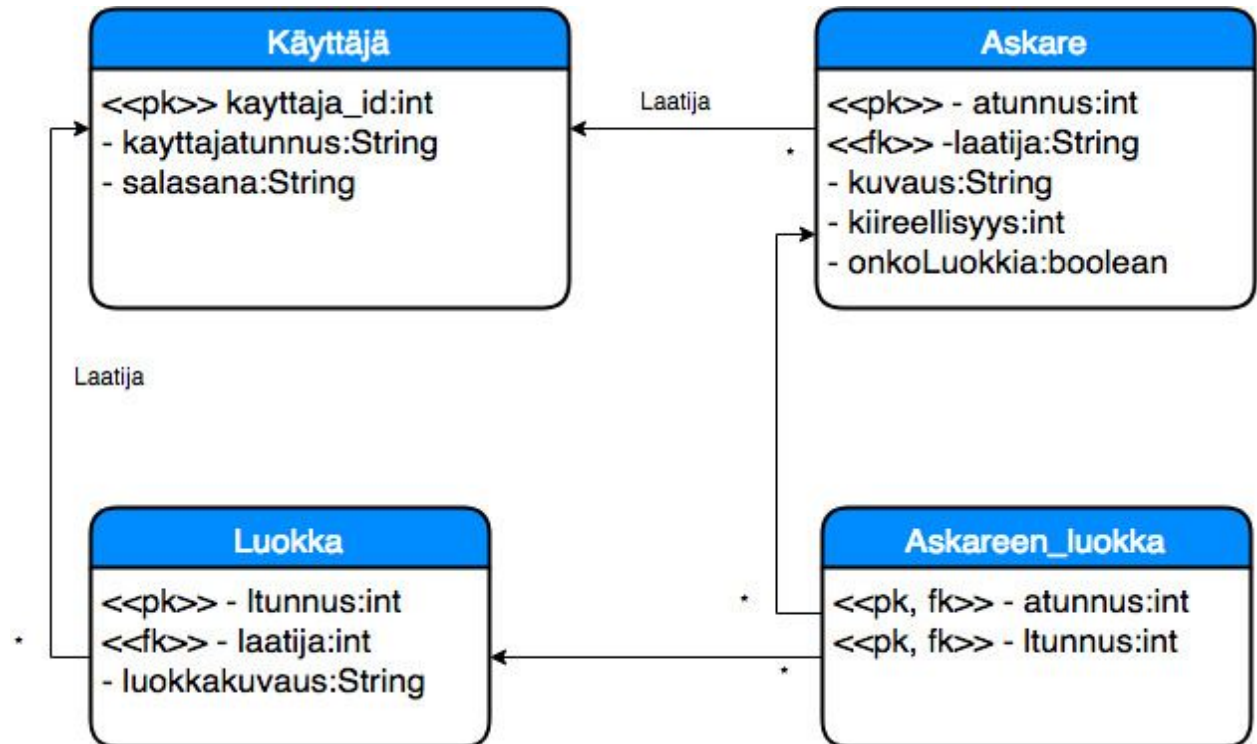 Käyttäjä
<<pk>> kayttaja_id:int
- kayttajatunnus:String
- salasana:String
Laatija
*
Askare
<<pk>> - atunnus:int
<<fk>> -laatija:String
- kuvaus:String
- kiireellisyys:int
- onkoLuokkia:boolean
Laatija
*
Luokka
<<pk>> - ltunnus:int
<<fk>> - laatija:int
- luokkakuvaus:String
*
*
Askareen_luokka
<<pk, fk>> - atunnus:int
<<pk, fk>> - ltunnus:int